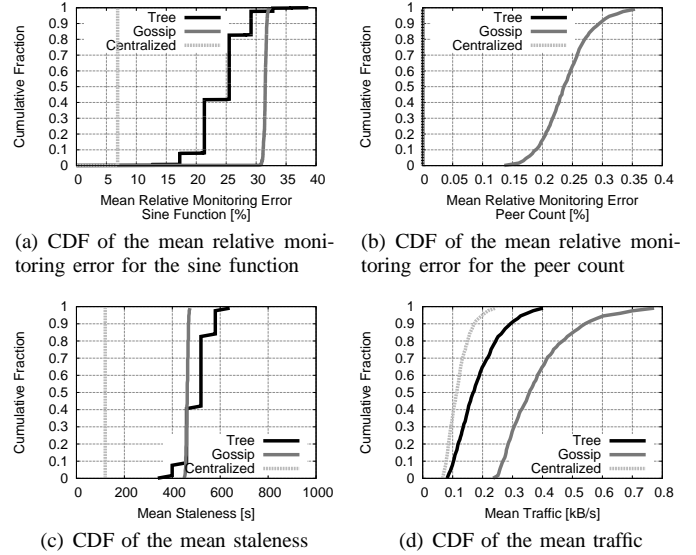 1
0.9
0.8
0.7
0.6
0.5
0.4
0.3
0.2
0.1
0
Cumulative Fraction
Tree
Gossip
Centralized
0 5 10 15 20 25 30 35 40
Mean Relative Monitoring Error
Sine Function [%]
(a) CDF of the mean relative moni-
toring error for the sine function
1
0.9
0.8
0.7
0.6
0.5
0.4
0.3
0.2
0.1
0
Cumulative Fraction
Tree
Gossip
Centralized
0 0.05 0.1 0.15 0.2 0.25 0.3 0.35 0.4
Mean Relative Monitoring Error
Peer Count [%]
(b) CDF of the mean relative moni-
toring error for the peer count
1
0.9
0.8
0.7
0.6
0.5
0.4
0.3
0.2
0.1
0
Cumulative Fraction
Tree
Gossip
Centralized
0 200 400 600 800 1000
Mean Staleness [s]
(c) CDF of the mean staleness
1
0.9
0.8
0.7
0.6
0.5
0.4
0.3
0.2
0.1
0
Cumulative Fraction
Tree
Gossip
Centralized
0 0.1 0.2 0.3 0.4 0.5 0.6 0.7 0.8
Mean Traffic [kB/s]
(d) CDF of the mean traffic